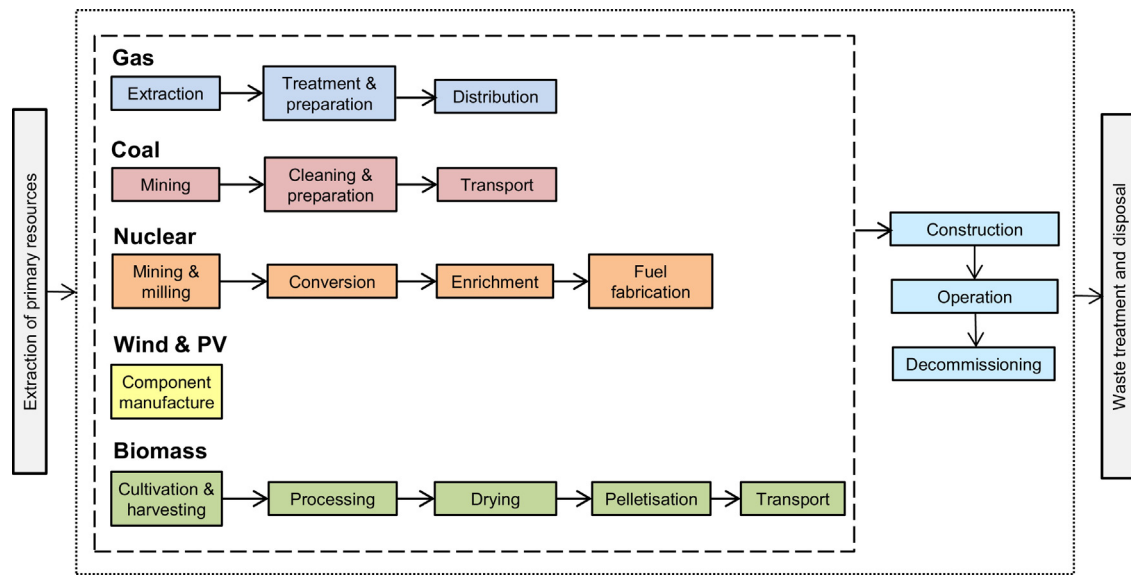 Extraction of primary resources
Gas
Extraction
Treatment &
preparation
Distribution
Coal
Mining
Cleaning &
preparation
Transport
Nuclear
Mining &
milling
Conversion
Enrichment
Fuel
fabrication
Wind & PV
Component
manufacture
Biomass
Cultivation &
harvesting
Processing
Drying
Pelletisation
Transport
Construction
Operation
Decommissioning
Waste treatment and disposal